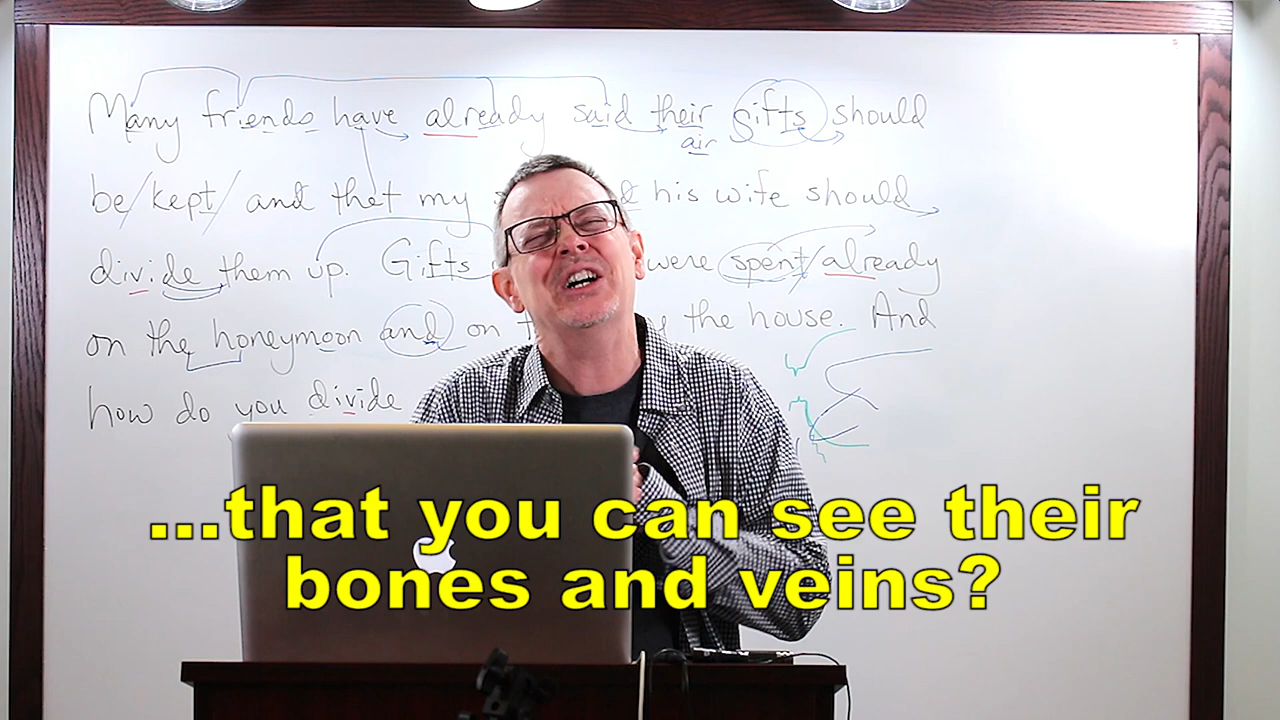 Many friends have already said their gifts should
air
be/kept/ and that my his wife should
divide them up. Gifts were spent/already
on the honeymoon and on the house. And
how do you divide
...that you can see their
bones and veins?